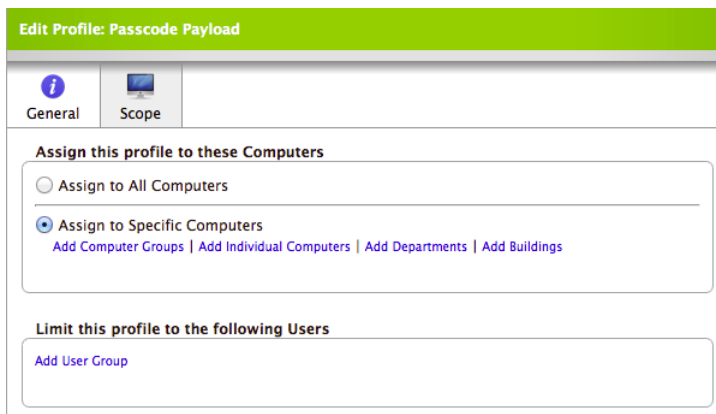 Edit Profile: Passcode Payload
General Scope
Assign this profile to these Computers
Assign to All Computers
Assign to Specific Computers
Add Computer Groups | Add Individual Computers | Add Departments | Add Buildings
Limit this profile to the following Users
Add User Group